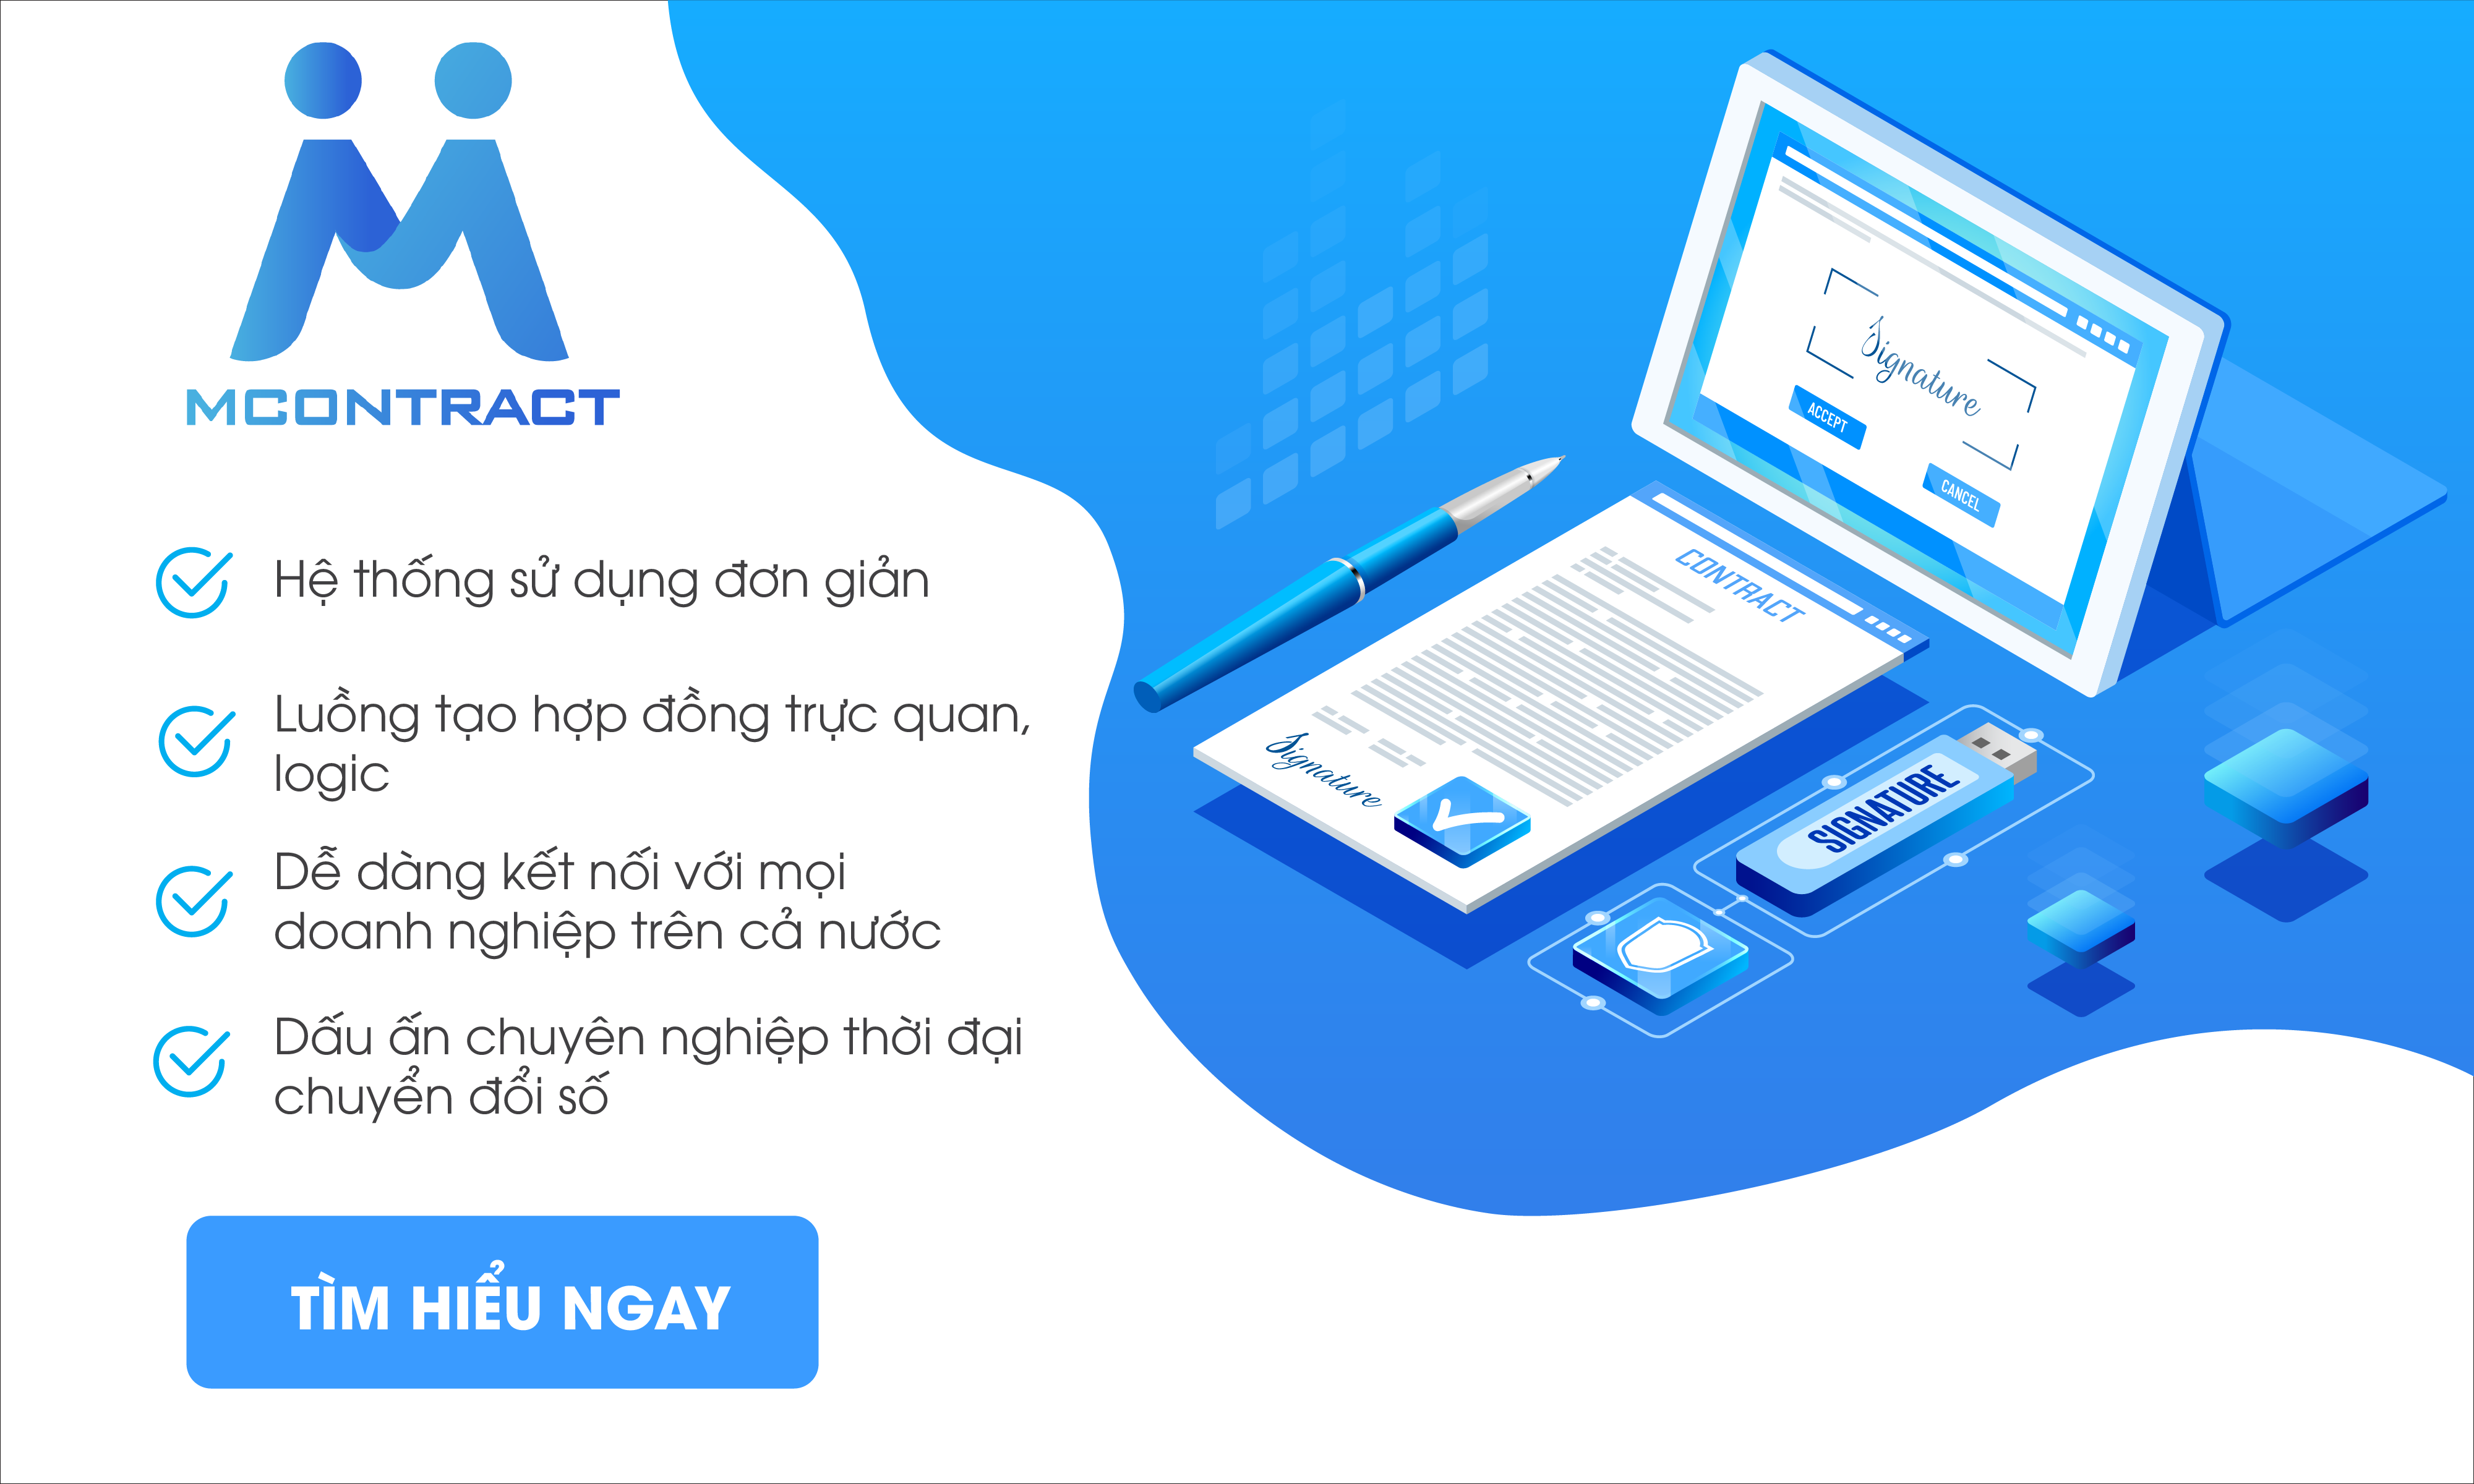 MCONTRACT
Hệ thống sử dụng đơn giản
Luồng tạo hợp đồng trực quan,
logic
Dễ dàng kết nối với mọi
doanh nghiệp trên cả nước
Dấu ấn chuyên nghiệp thời đại
chuyển đổi số
TÌM HIỂU NGAY
Signature
ACCEPT
CANCEL
CONTRACT
Signature
SIGNATURE